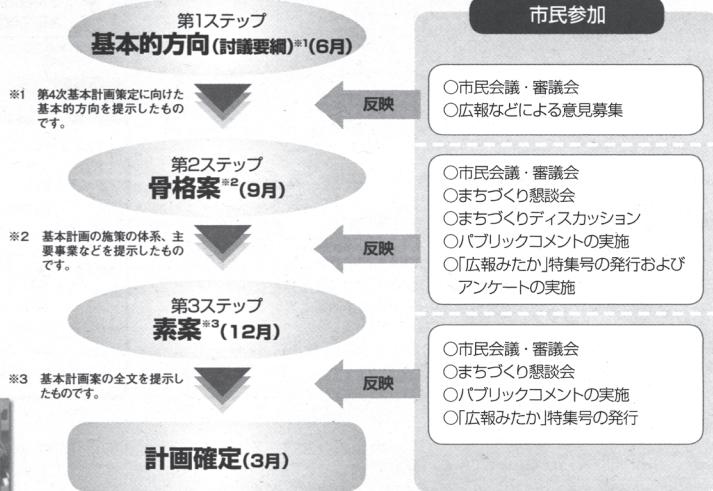 第1ステップ
基本的方向(討議要綱)※1(6月)
※1 第4次基本計画策定に向けた
基本的方向を提示したもの
です。
第2ステップ
骨格案※2(9月)
※2 基本計画の施策の体系、主
要事業などを提示したもの
です。
第3ステップ
素案※3(12月)
※3 基本計画案の全文を提示し
たものです。
計画確定(3月)
市民参加
反映
○市民会議・審議会
○広報などによる意見募集
反映
○市民会議・審議会
○まちづくり懇談会
○まちづくりディスカッション
○パブリックコメントの実施
○「広報みたか」特集号の発行および
アンケートの実施
反映
○市民会議・審議会
○まちづくり懇談会
○パブリックコメントの実施
○「広報みたか」特集号の発行